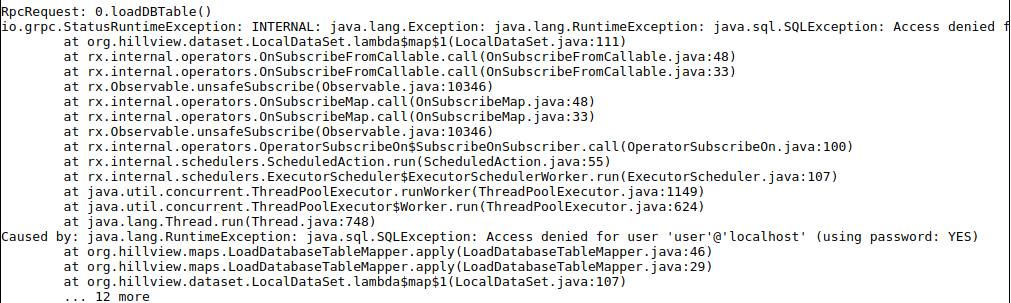 RpcRequest: 0.loadDBTable()
io.grpc.StatusRuntimeException: INTERNAL: java.lang.Exception: java.lang.RuntimeException: java.sql.SQLException: Access denied f
at org.hillview.dataset.LocalDataSet.lambda$map$1(LocalDataSet.java:111)
at rx.internal.operators.OnSubscribeFromCallable.call(OnSubscribeFromCallable.java:48)
at rx.internal.operators.OnSubscribeFromCallable.call(OnSubscribeFromCallable.java:33)
at rx.Observable.unsafeSubscribe(Observable.java:10346)
at rx.internal.operators.OnSubscribeMap.call(OnSubscribeMap.java:48)
at rx.internal.operators.OnSubscribeMap.call(OnSubscribeMap.java:33)
at rx.Observable.unsafeSubscribe(Observable.java:10346)
at rx.internal.operators.OperatorSubscribeOn$SubscribeOnSubscriber.call(OperatorSubscribeOn.java:100)
at rx.internal.schedulers.ScheduledAction.run(ScheduledAction.java:55)
at rx.internal.schedulers.ExecutorScheduler$ExecutorSchedulerWorker.run(ExecutorScheduler.java:107)
at java.util.concurrent.ThreadPoolExecutor.runWorker(ThreadPoolExecutor.java:1149)
at java.util.concurrent.ThreadPoolExecutor$Worker.run(ThreadPoolExecutor.java:624)
at java.lang.Thread.run(Thread.java:748)
Caused by: java.lang.RuntimeException: java.sql.SQLException: Access denied for user 'user'@'localhost' (using password: YES)
at org.hillview.maps.LoadDatabaseTableMapper.apply(LoadDatabaseTableMapper.java:46)
at org.hillview.maps.LoadDatabaseTableMapper.apply(LoadDatabaseTableMapper.java:29)
at org.hillview.dataset.LocalDataSet.lambda$map$1(LocalDataSet.java:107)
... 12 more